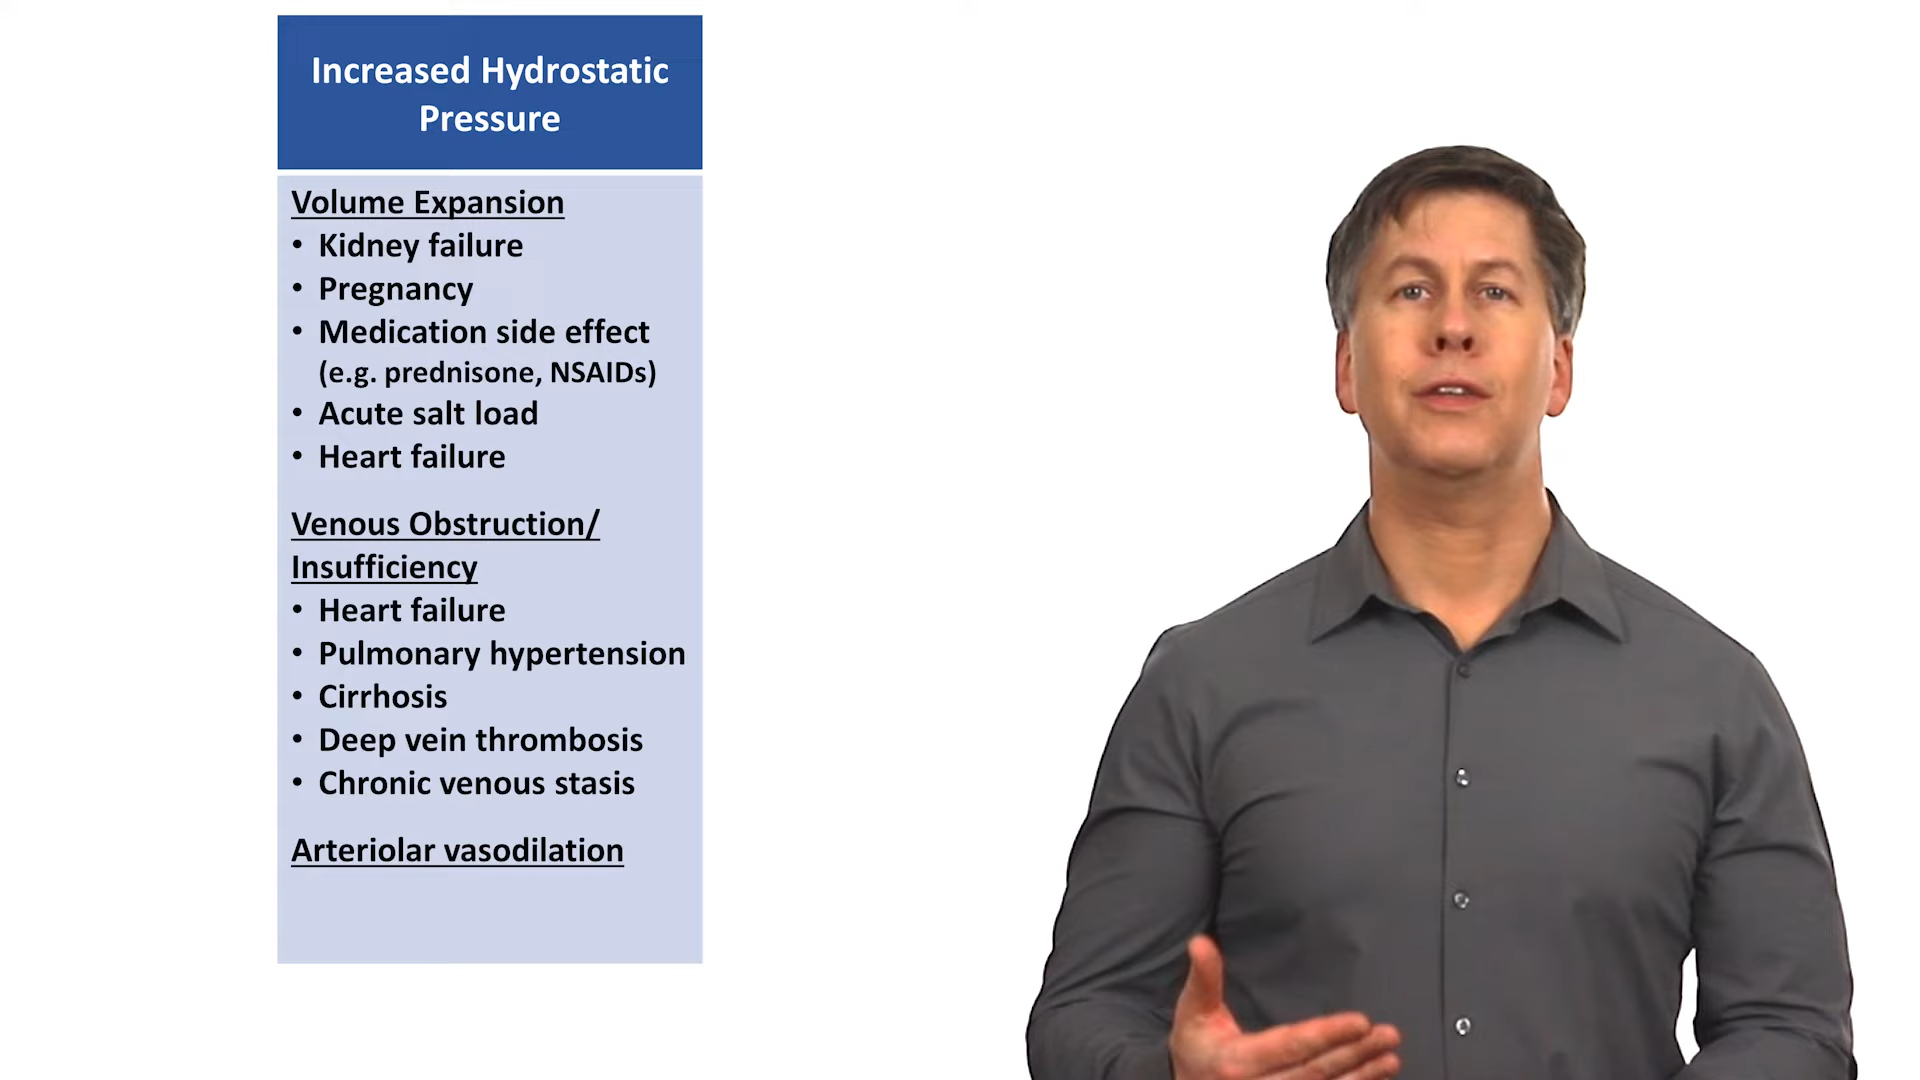 Increased Hydrostatic
Pressure
Volume Expansion
• Kidney failure
• Pregnancy
• Medication side effect
(e.g. prednisone, NSAIDs)
• Acute salt load
• Heart failure
Venous Obstruction/
Insufficiency
• Heart failure
• Pulmonary hypertension
• Cirrhosis
• Deep vein thrombosis
• Chronic venous stasis
Arteriolar vasodilation